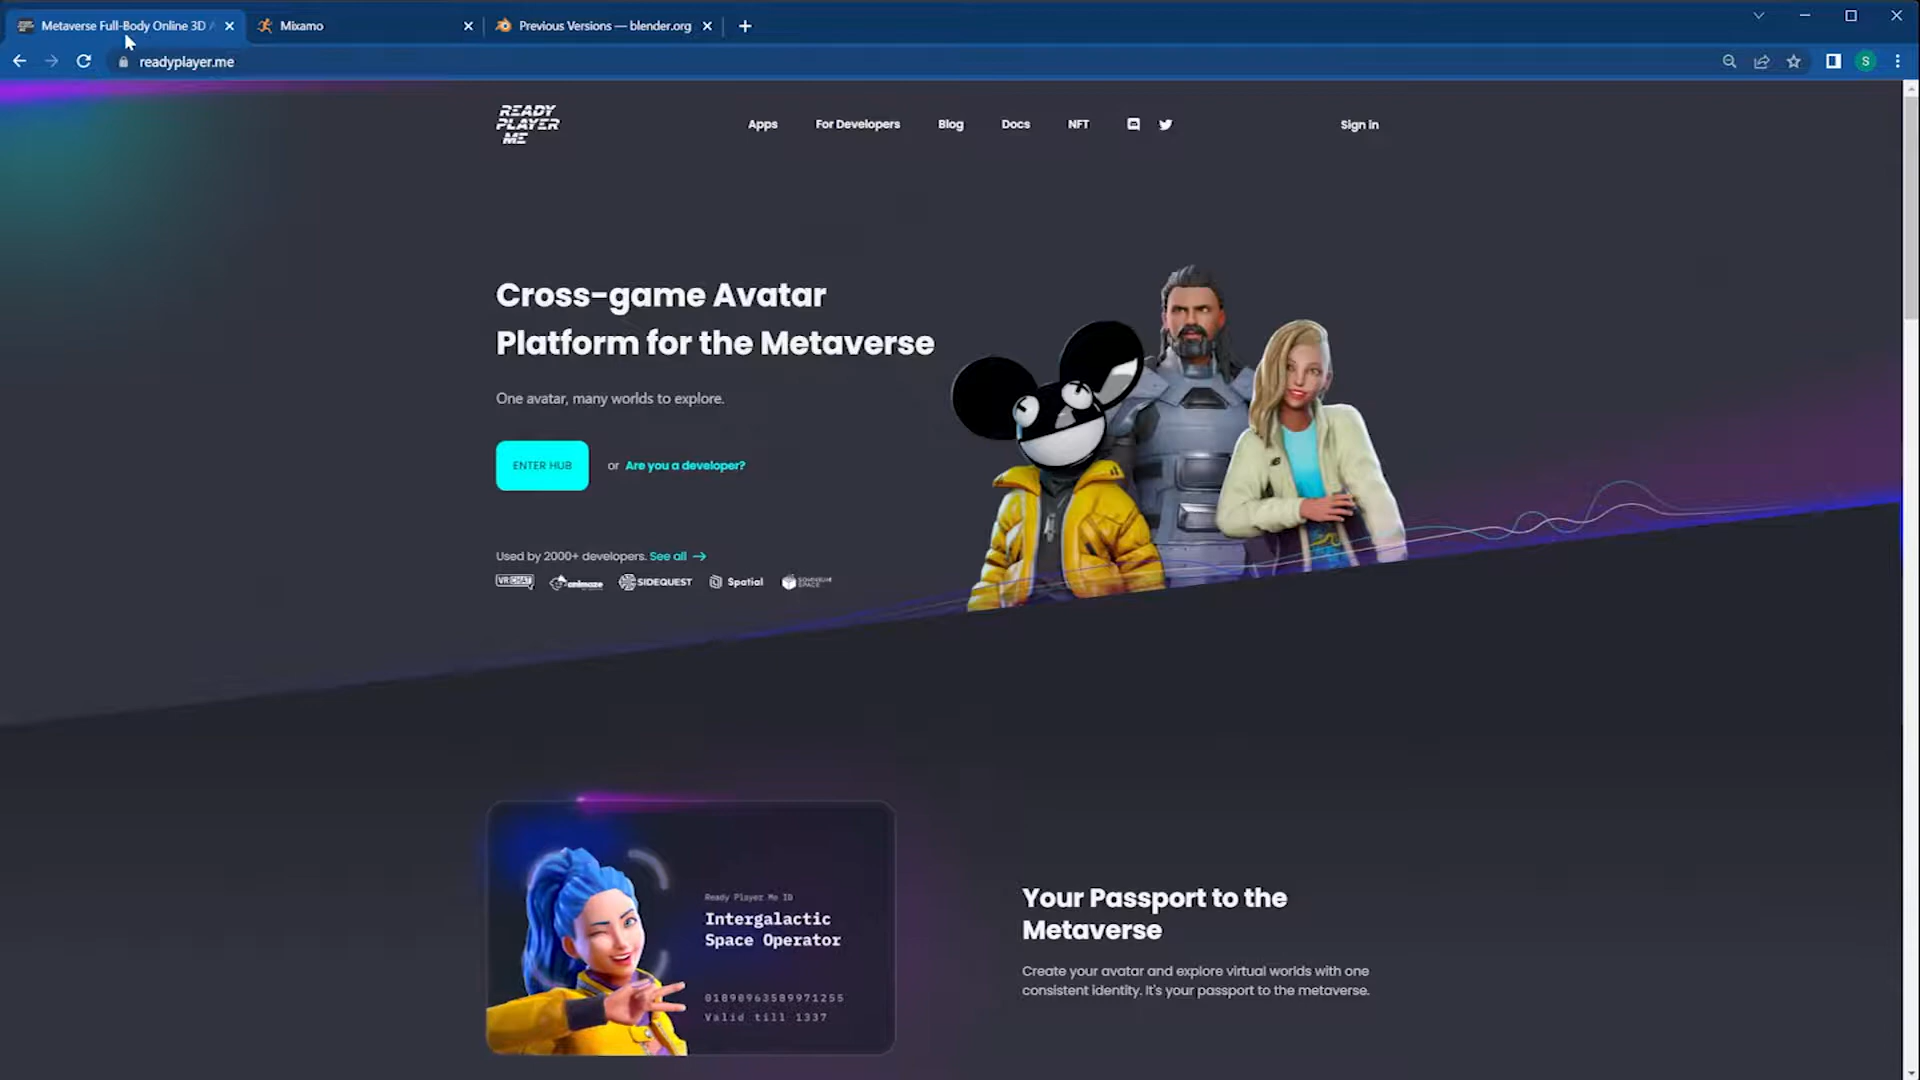 Metaverse Full-Body Online 3D A
Mixamo
Previous Versions — blender.org
readyplayer.me
S
READY
PLAYER
ME
Apps
For Developers
Blog
Docs
NFT
Sign in
Cross-game Avatar
Platform for the Metaverse
One avatar, many worlds to explore.
ENTER HUB
or Are you a developer?
Used by 2000+ developers. See all →
VRCHAT
animaze
SIDEQUEST
Spatial
SOMNIUM
SPACE
Ready Player Me ID
Intergalactic
Space Operator
01898963589971255
Valid till 1337
Your Passport to the
Metaverse
Create your avatar and explore virtual worlds with one
consistent identity. It's your passport to the metaverse.